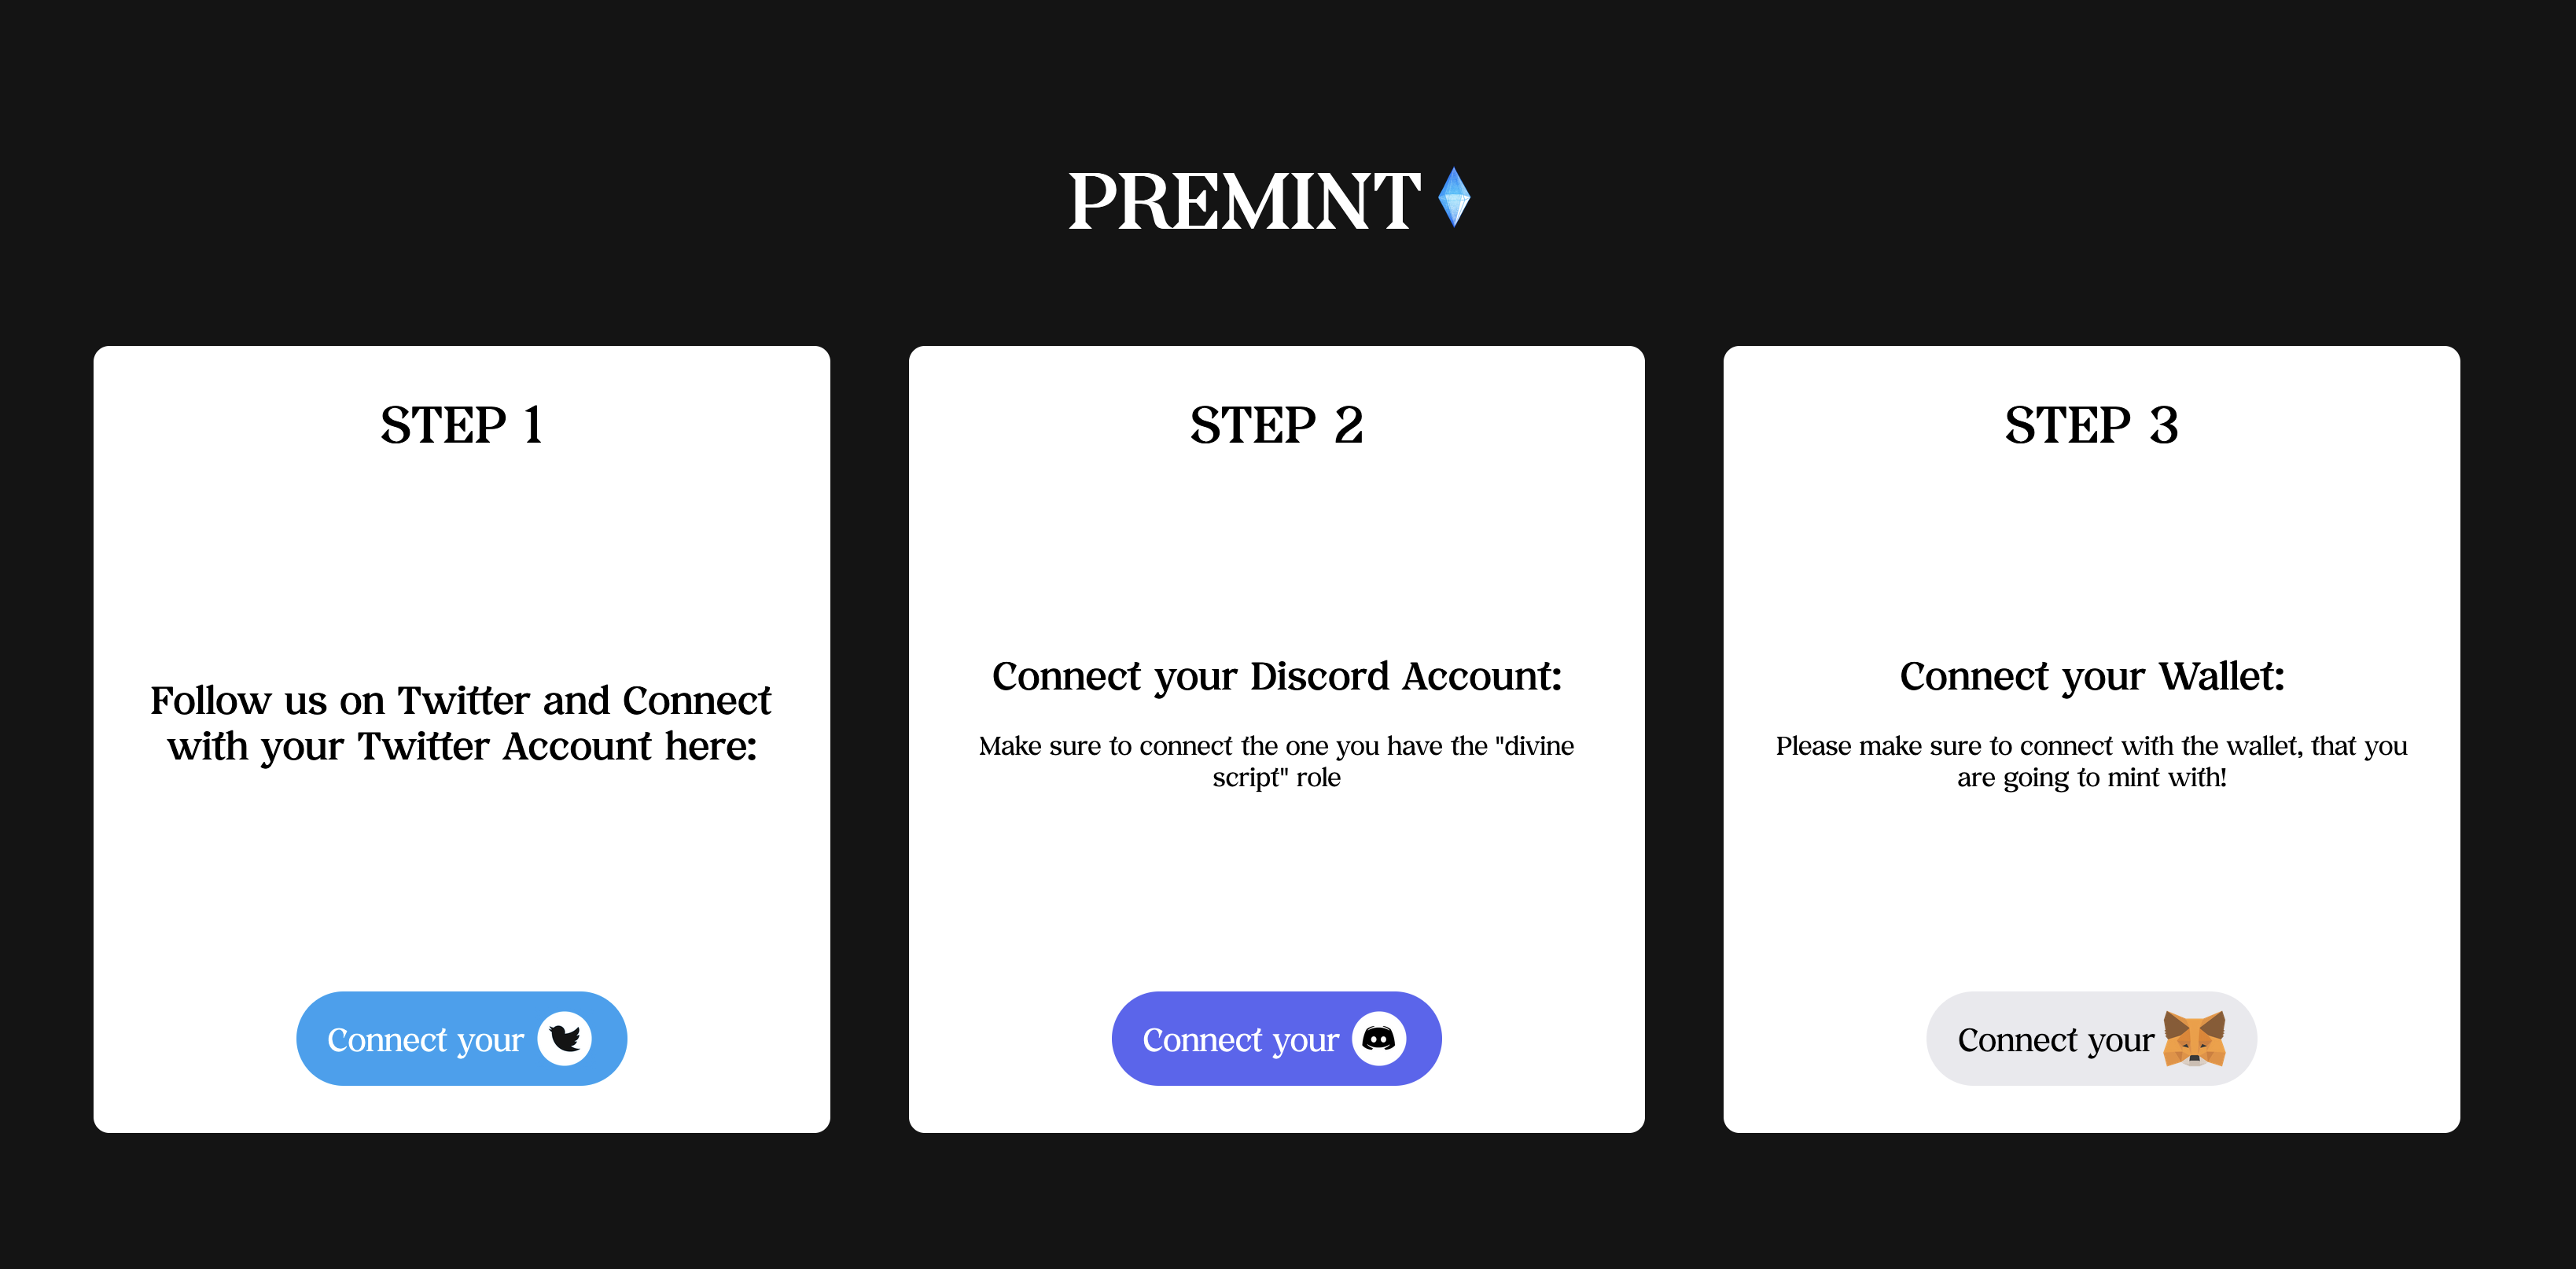 PREMINT
STEP 1
Follow us on Twitter and Connect
with your Twitter Account here:
Connect your
STEP 2
Connect your Discord Account:
Make sure to connect the one you have the "divine
script" role
Connect your
STEP 3
Connect your Wallet:
Please make sure to connect with the wallet, that you
are going to mint with!
Connect your